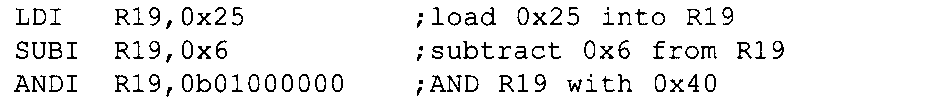 LDI R19,0x25 ;load 0x25 into R19
SUBI R19,0x6 ;subtract 0x6 from R19
ANDI R19,0b01000000 ;AND R19 with 0x40